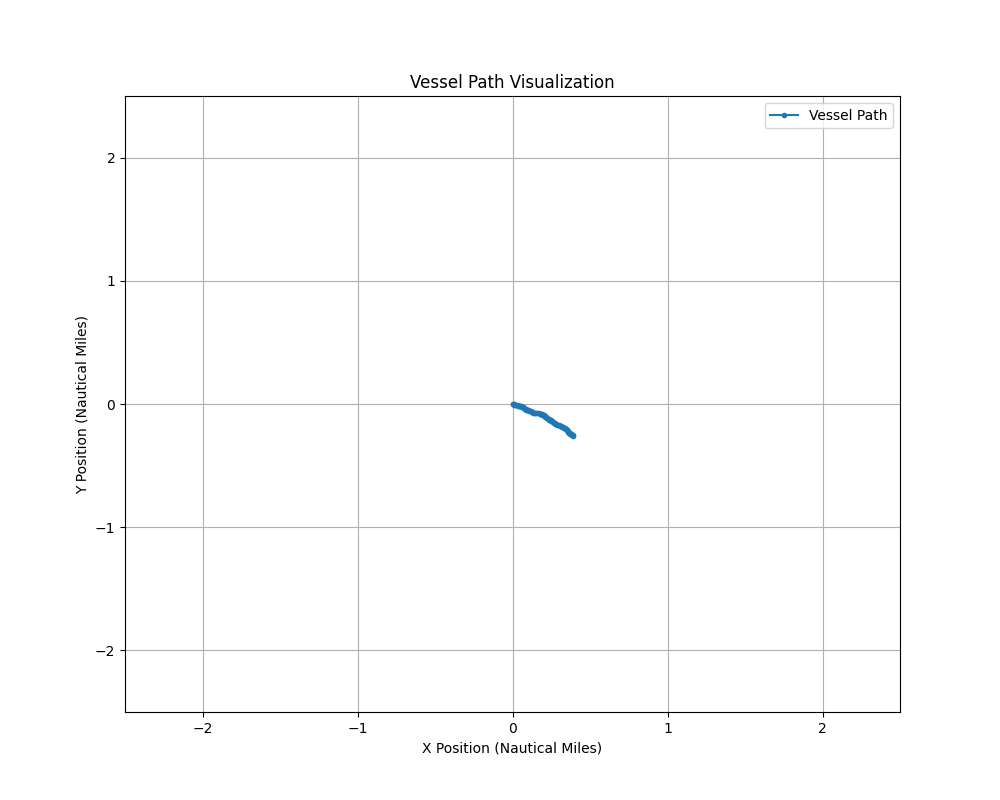 Vessel Path Visualization
Vessel Path
2
1
0
−1
−2
Y Position (Nautical Miles)
−2
−1
0
1
2
X Position (Nautical Miles)